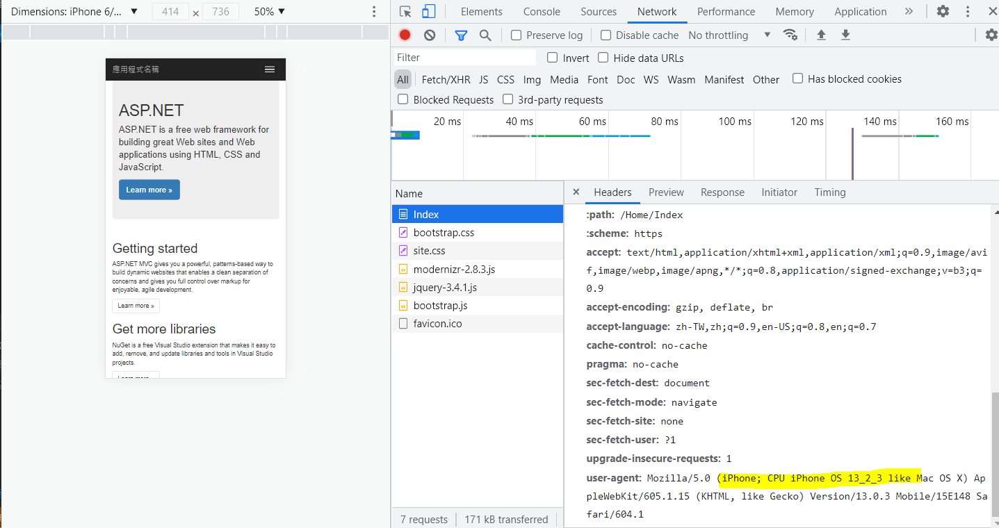 Dimensions: iPhone 6/... ▼ 414 × 736 50% ▼
Elements Console Sources Network Performance Memory Application »
Preserve log Disable cache No throttling ▼
Filter Invert Hide data URLs
All Fetch/XHR JS CSS Img Media Font Doc WS Wasm Manifest Other Has blocked cookies
Blocked Requests 3rd-party requests
20 ms 40 ms 60 ms 80 ms 100 ms 120 ms 140 ms 160 ms
應用程式名稱
ASP.NET
ASP.NET is a free web framework for
building great Web sites and Web
applications using HTML, CSS and
JavaScript.
Learn more »
Getting started
ASP.NET MVC gives you a powerful, patterns-based way to
build dynamic websites that enables a clean separation of
concerns and gives you full control over markup for
enjoyable, agile development.
Learn more »
Get more libraries
NuGet is a free Visual Studio extension that makes it easy to
add, remove, and update libraries and tools in Visual Studio
projects.
Learn more
Name
Index
bootstrap.css
site.css
modernizr-2.8.3.js
jquery-3.4.1.js
bootstrap.js
favicon.ico
7 requests 171 kB transferred
× Headers Preview Response Initiator Timing
:path: /Home/Index
:scheme: https
accept: text/html,application/xhtml+xml,application/xml;q=0.9,image/avi
f,image/webp,image/apng,*/*;q=0.8,application/signed-exchange;v=b3;q=
0.9
accept-encoding: gzip, deflate, br
accept-language: zh-TW,zh;q=0.9,en-US;q=0.8,en;q=0.7
cache-control: no-cache
pragma: no-cache
sec-fetch-dest: document
sec-fetch-mode: navigate
sec-fetch-site: none
sec-fetch-user: ?1
upgrade-insecure-requests: 1
user-agent: Mozilla/5.0 (iPhone; CPU iPhone OS 13_2_3 like Mac OS X) Ap
pleWebKit/605.1.15 (KHTML, like Gecko) Version/13.0.3 Mobile/15E148 Sa
fari/604.1